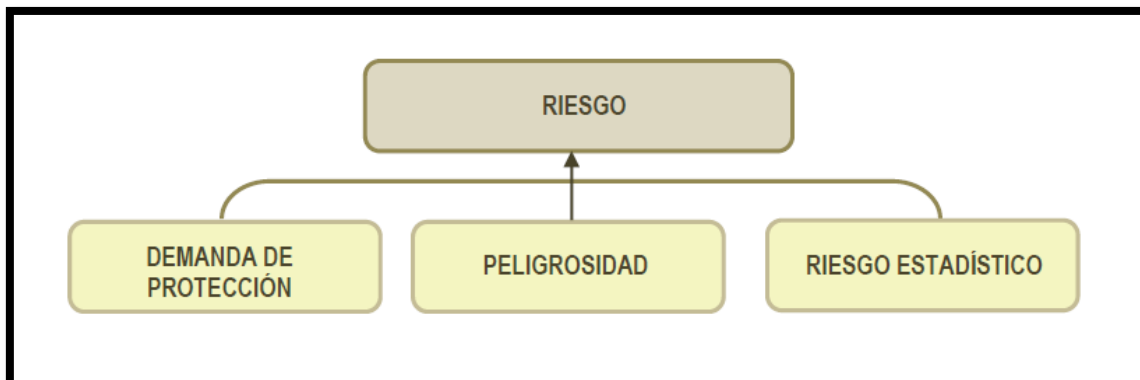 RIESGO
DEMANDA DE
PROTECCIÓN
PELIGROSIDAD
RIESGO ESTADÍSTICO